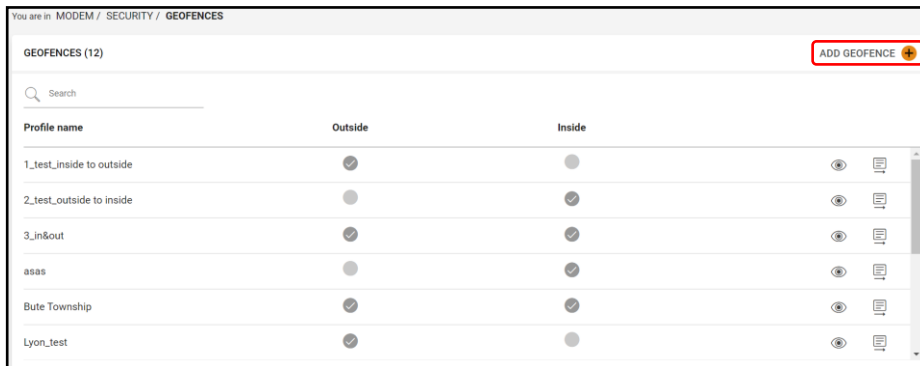 You are in MODEM / SECURITY / GEOFENCES
GEOFENCES (12) ADD GEOFENCE
Search
Profile name Outside Inside
1_test_inside to outside
2_test_outside to inside
3_in&out
asas
Bute Township
Lyon_test